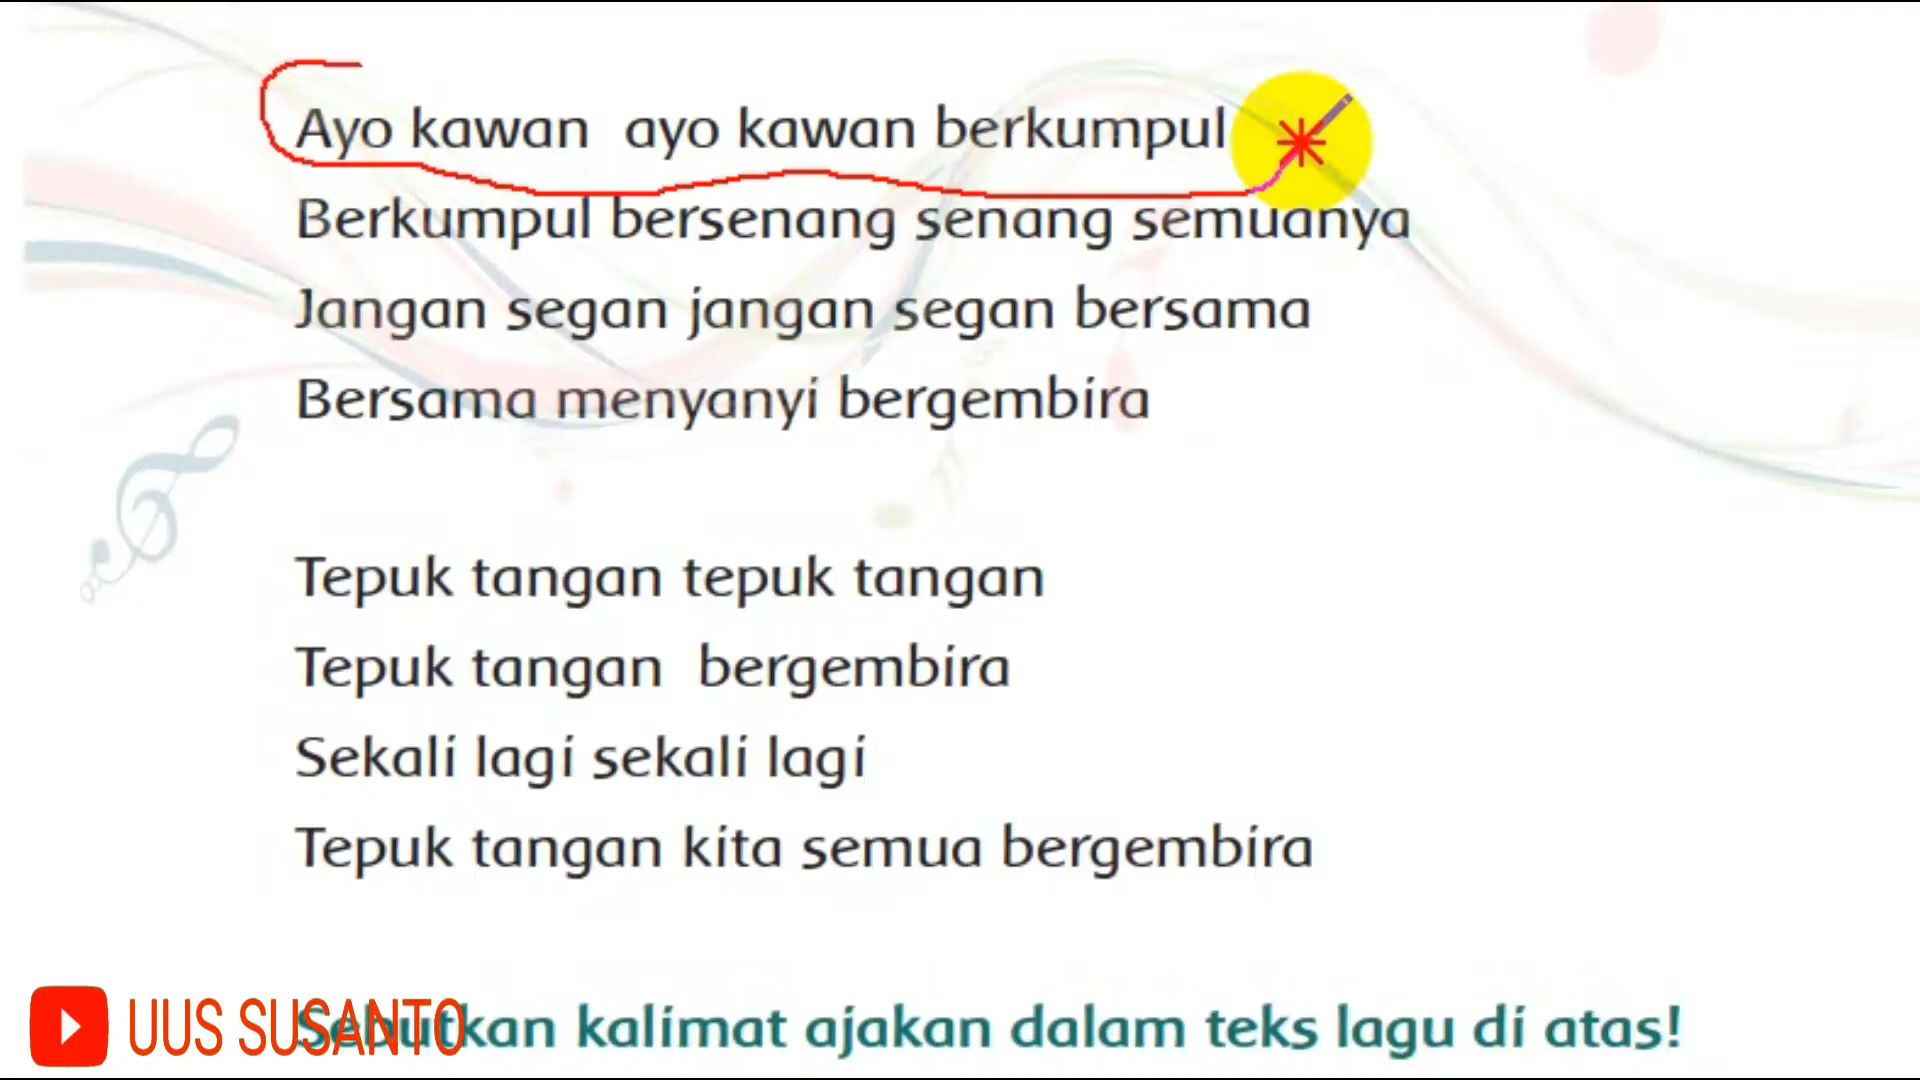 Ayo kawan ayo kawan berkumpul
Berkumpul bersenang senang semuanya
Jangan segan jangan segan bersama
Bersama menyanyi bergembira
Tepuk tangan tepuk tangan
Tepuk tangan bergembira
Sekali lagi sekali lagi
Tepuk tangan kita semua bergembira
Sebutkan kalimat ajakan dalam teks lagu di atas!
UUS SUSANTO